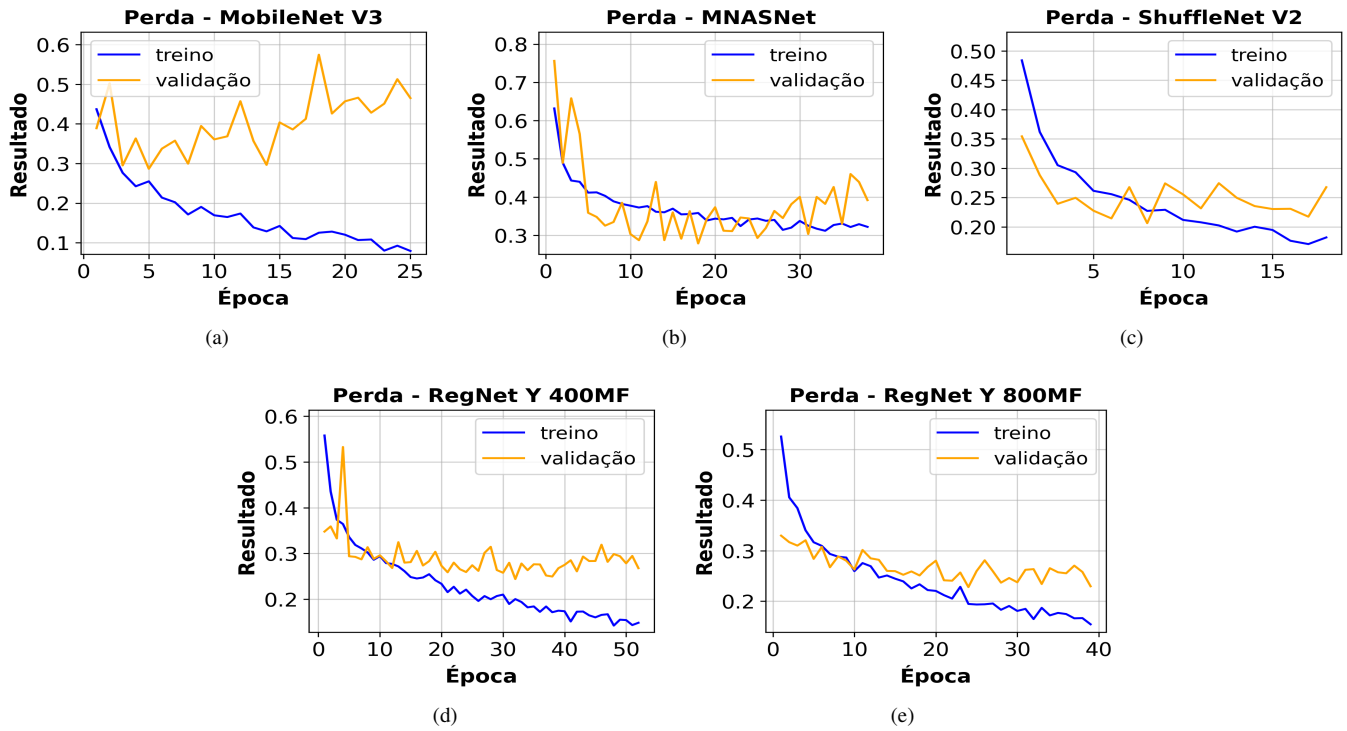 Perda - MobileNet V3
0.6
0.5
0.4
0.3
0.2
0.1
Resultado
treino
validação
0 5 10 15 20 25
Época
(a)
Perda - MNASNet
0.8
0.7
0.6
0.5
0.4
0.3
Resultado
treino
validação
0 10 20 30
Época
(b)
Perda - ShuffleNet V2
0.50
0.45
0.40
0.35
0.30
0.25
0.20
Resultado
treino
validação
5 10 15
Época
(c)
Perda - RegNet Y 400MF
0.6
0.5
0.4
0.3
0.2
Resultado
treino
validação
0 10 20 30 40 50
Época
(d)
Perda - RegNet Y 800MF
0.5
0.4
0.3
0.2
Resultado
treino
validação
0 10 20 30 40
Época
(e)